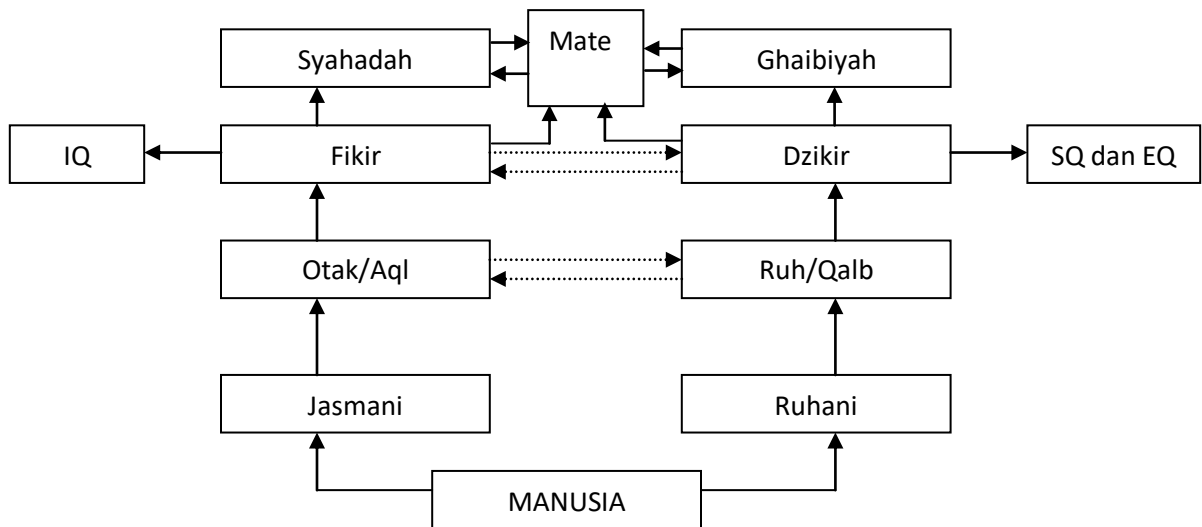 Mate
Syahadah
Ghaibiyah
IQ
Fikir
Dzikir
SQ dan EQ
Otak/Aql
Ruh/Qalb
Jasmani
Ruhani
MANUSIA